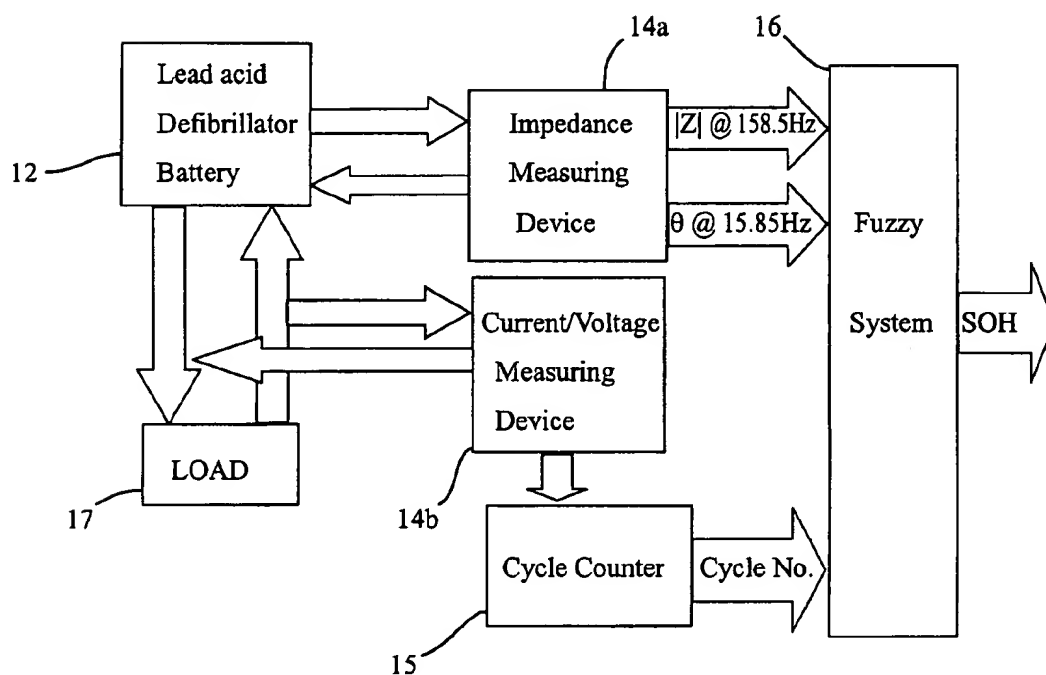 14a
16
Lead acid
Defibrillator
Battery
12
Impedance
Measuring
Device
|Z| @ 158.5Hz
θ @ 15.85Hz
Fuzzy
System
SOH
Current/Voltage
Measuring
Device
LOAD
17
14b
Cycle Counter
Cycle No.
15